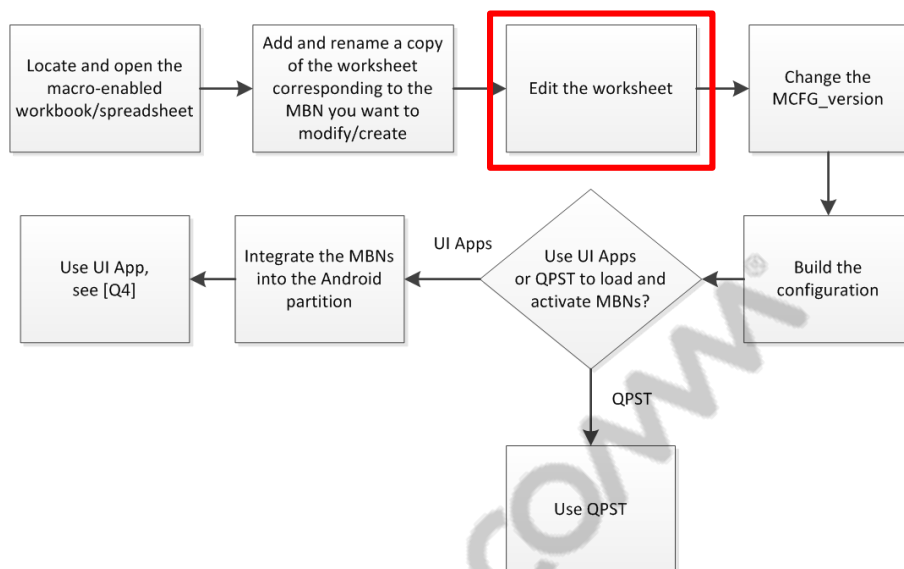 Locate and open the
macro-enabled
workbook/spreadsheet
Add and rename a copy
of the worksheet
corresponding to the
MBN you want to
modify/create
Edit the worksheet
Change the
MCFG_version
Use UI App,
see [Q4]
Integrate the MBNs
into the Android
partition
UI Apps
Use UI Apps
or QPST to load and
activate MBNs?
Build the
configuration
QPST
Use QPST
COMM
®